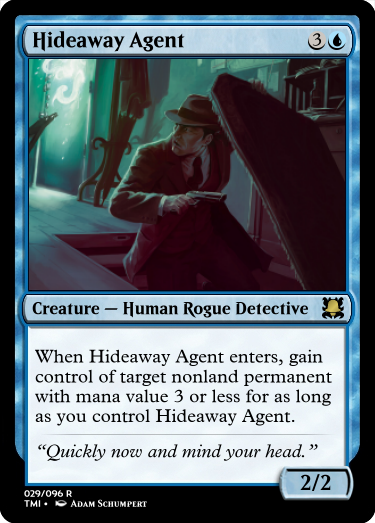 Hideaway Agent 3
Creature — Human Rogue Detective
When Hideaway Agent enters, gain
control of target nonland permanent
with mana value 3 or less for as long
as you control Hideaway Agent.
“Quickly now and mind your head.”
2/2
029/096 R
TMI • Adam Schumpert